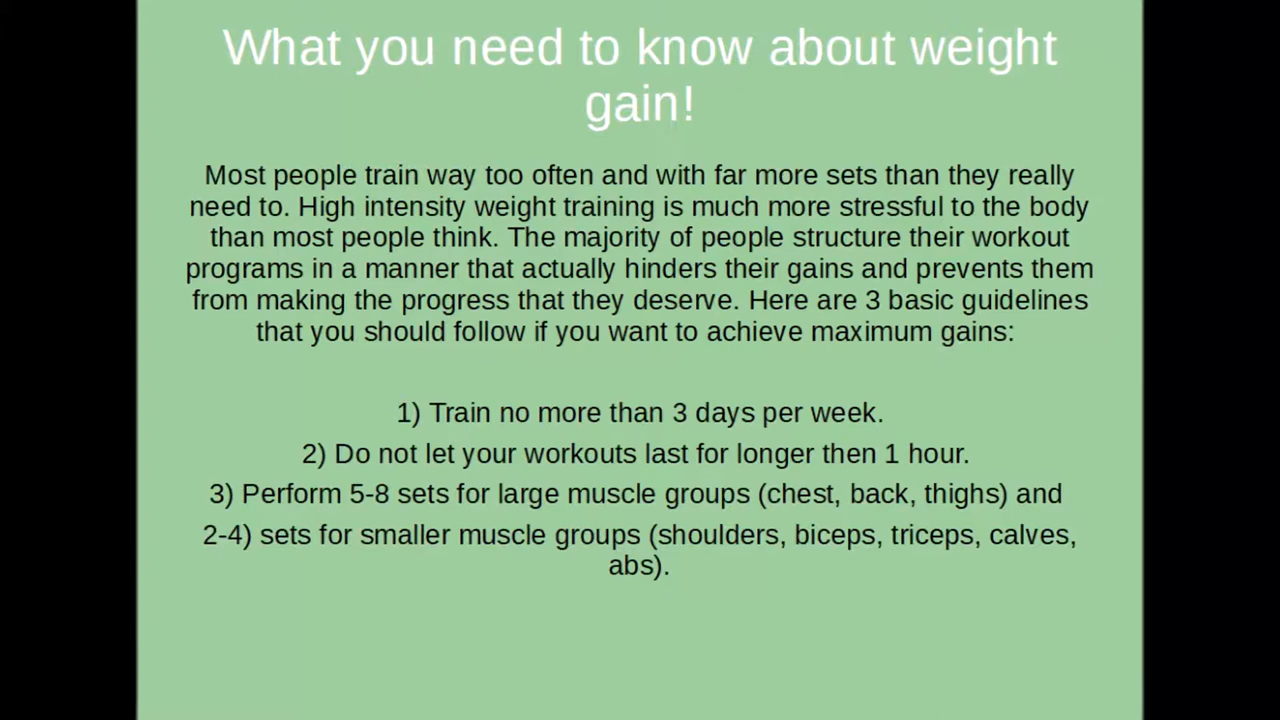 What you need to know about weight
gain!
Most people train way too often and with far more sets than they really
need to. High intensity weight training is much more stressful to the body
than most people think. The majority of people structure their workout
programs in a manner that actually hinders their gains and prevents them
from making the progress that they deserve. Here are 3 basic guidelines
that you should follow if you want to achieve maximum gains:
1) Train no more than 3 days per week.
2) Do not let your workouts last for longer then 1 hour.
3) Perform 5-8 sets for large muscle groups (chest, back, thighs) and
2-4) sets for smaller muscle groups (shoulders, biceps, triceps, calves,
abs).